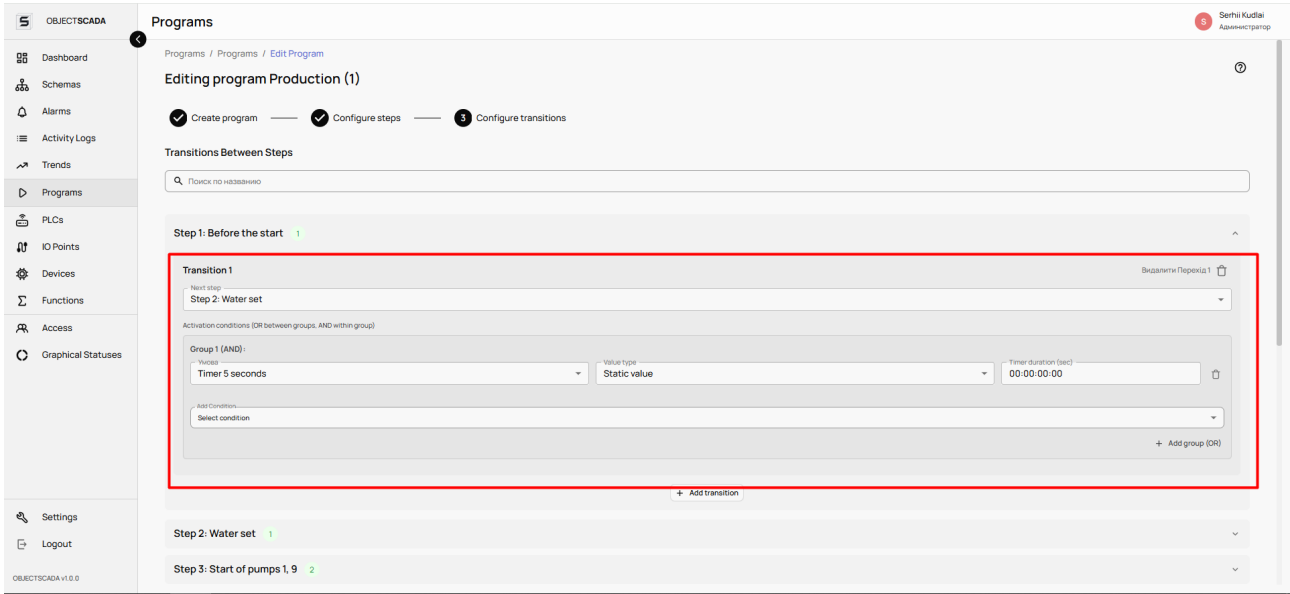 S OBJECTSCADA
Programs
S
Serhii Kudlai
Администратор
Dashboard
Schemas
Alarms
Activity Logs
Trends
Programs
PLCs
IO Points
Devices
Functions
Access
Graphical Statuses
Settings
Logout
OBJECTSCADA v1.0.0
Programs / Programs / Edit Program
Editing program Production (1)
Create program
Configure steps
3 Configure transitions
Transitions Between Steps
Поиск по названию
Step 1: Before the start 1
Transition 1
Видалити Перехід 1
Next step
Step 2: Water set
Activation conditions (OR between groups, AND within group)
Group 1 (AND):
Умова
Timer 5 seconds
Value type
Static value
Timer duration (sec)
00:00:00:00
Add Condition
Select condition
+ Add group (OR)
+ Add transition
Step 2: Water set 1
Step 3: Start of pumps 1, 9 2